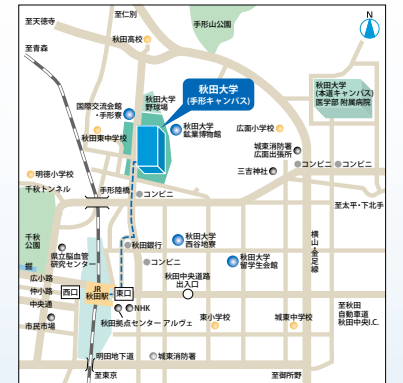 至天徳寺
至仁別
手形山公園
N
至青森
秋田高校
秋田大学
(手形キャンパス)
国際交流会館
・手形寮
秋田大学
野球場
秋田大学
(本道キャンパス)
医学部 附属病院
秋田東中学校
秋田大学
鉱業博物館
広面小学校
城東消防署
広面出張所
コンビニ
コンビニ
三吉神社
明徳小学校
千秋トンネル
手形陸橋
コンビニ
至太平・下北手
千秋
公園
秋田銀行
秋田大学
西谷地寮
横山・金足線
県立脳血管
研究センター
コンビニ
秋田大学
留学生会館
堀
広小路
仲小路
中央通
西口
JR
秋田駅
東口
秋田中央道路
出入口
NHK
秋田拠点センター アルヴェ
市民市場
東小学校
城東中学校
至秋田
自動車道
秋田中央I.C.
明田地下道
城東消防署
至東京
至御所野